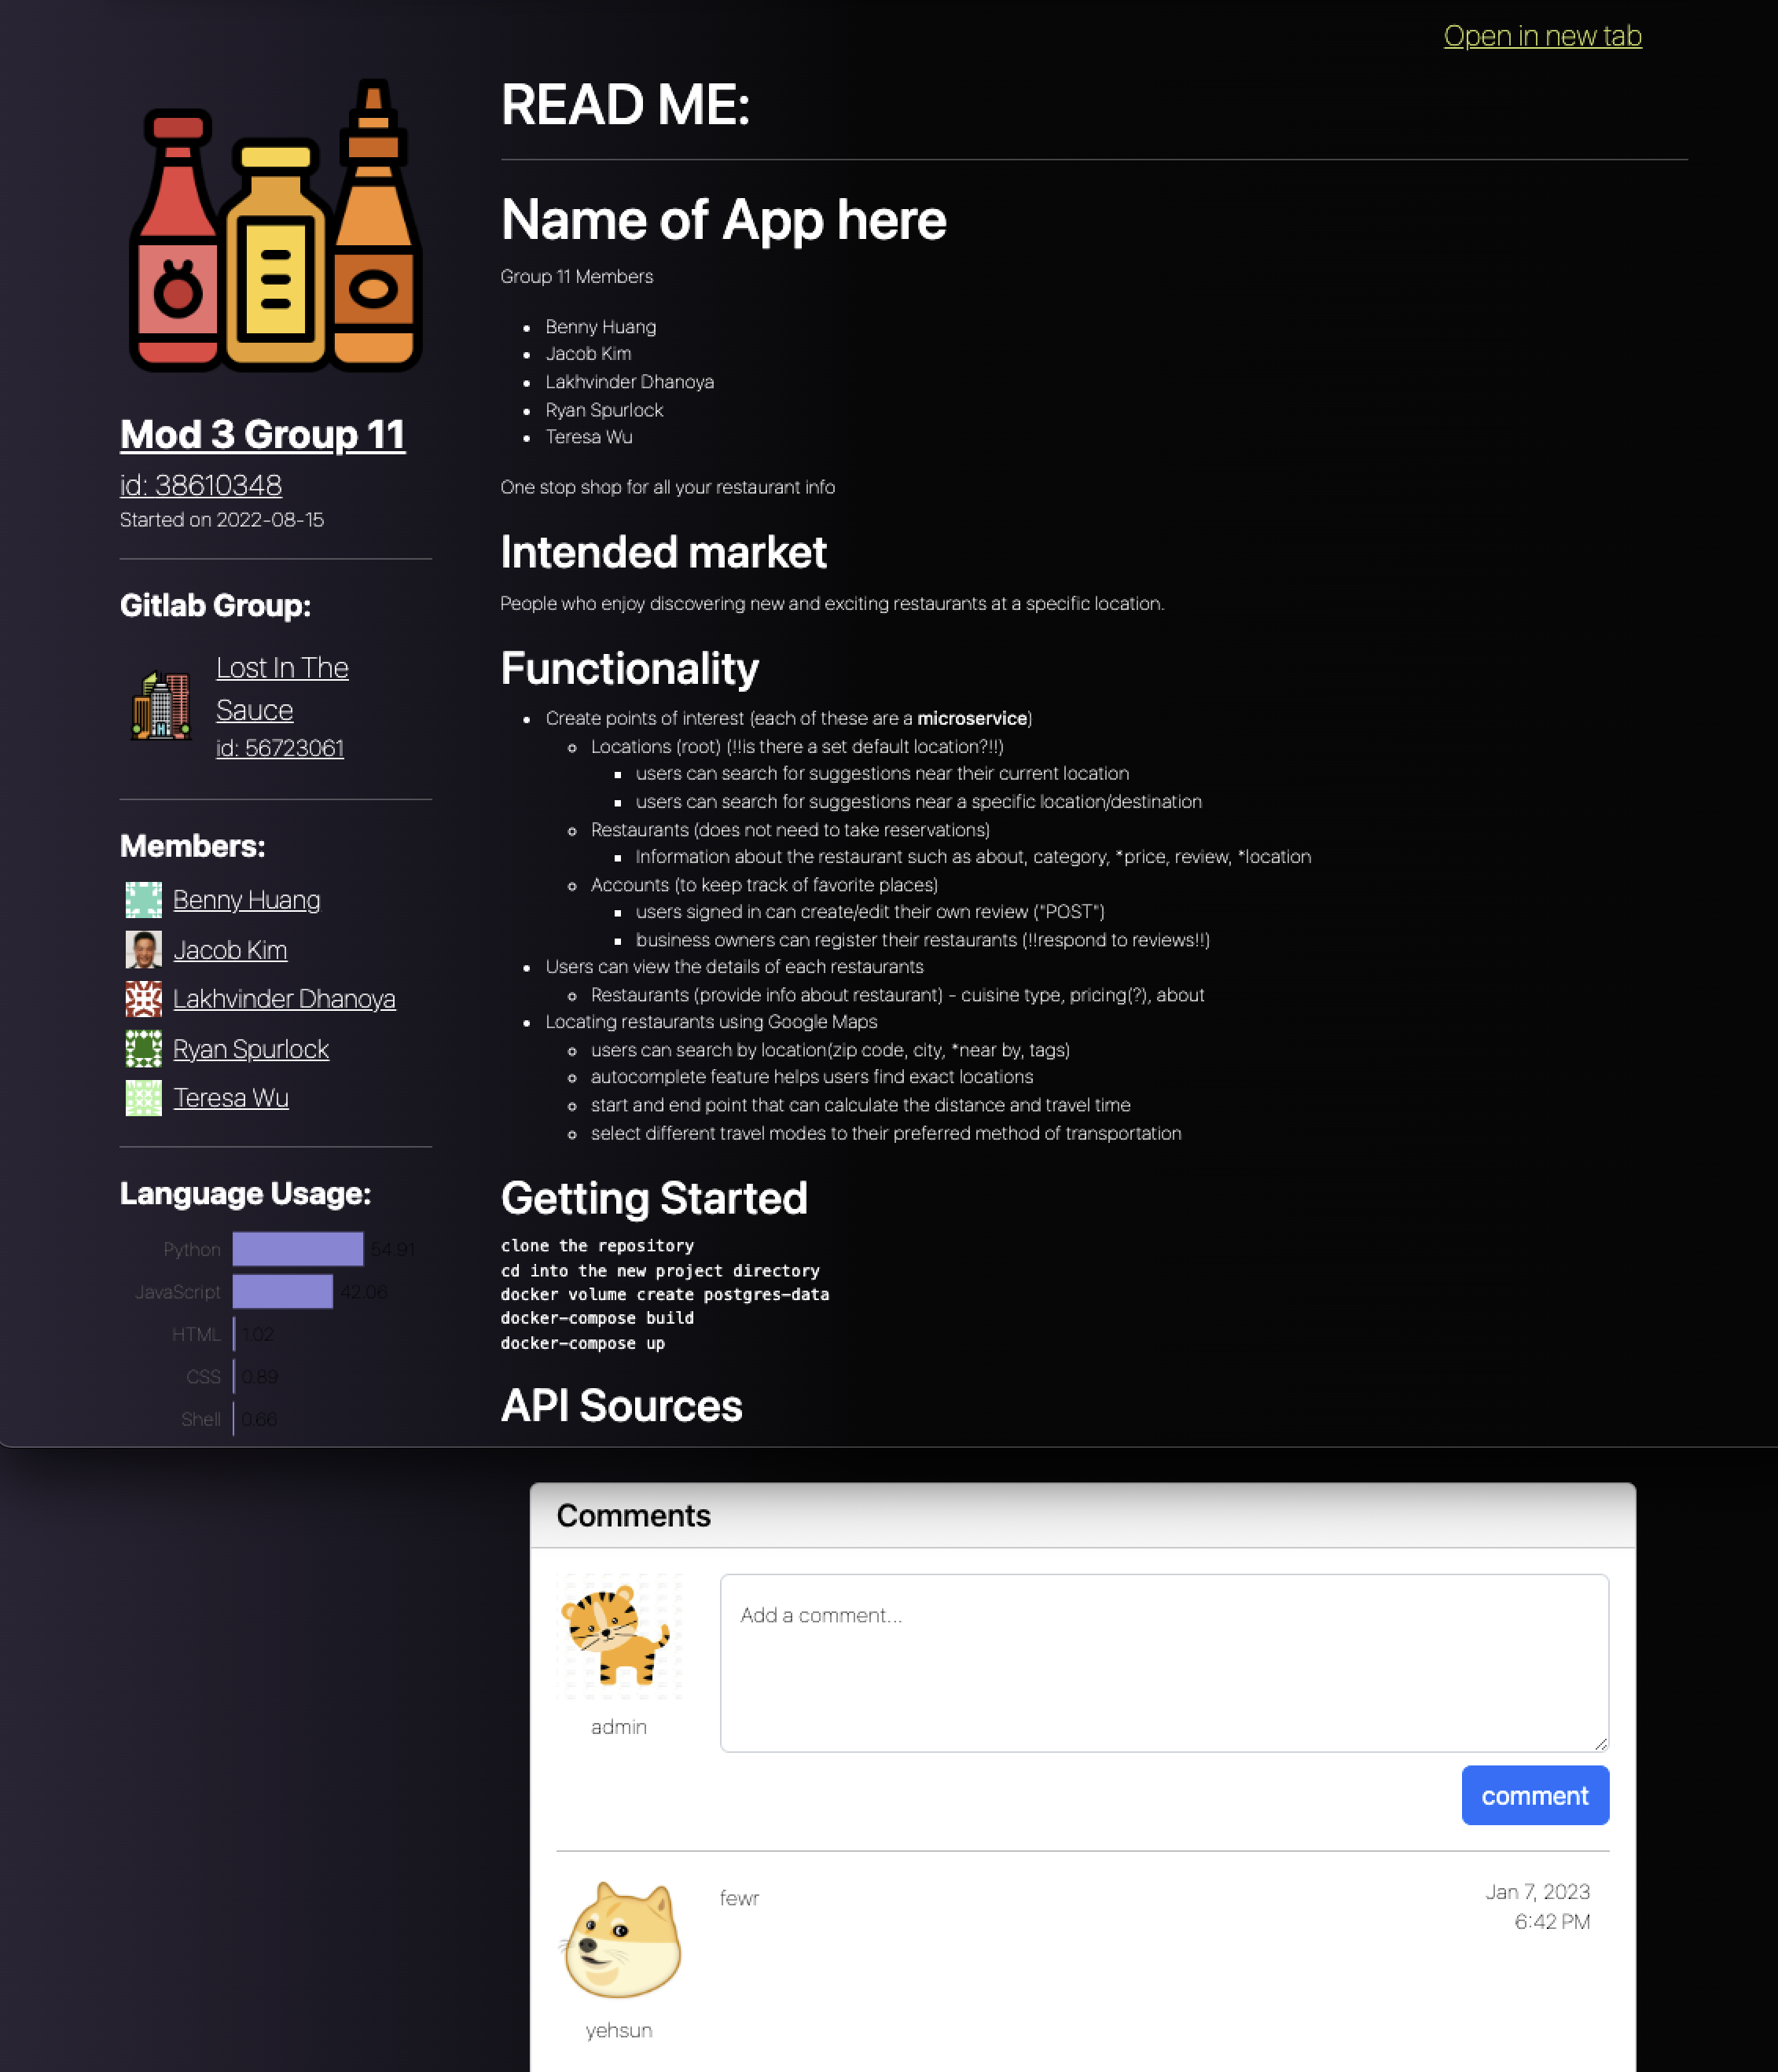 Open in new tab
Mod 3 Group 11
id: 38610348
Started on 2022-08-15
Gitlab Group:
Lost In The
Sauce
id: 56723061
Members:
Benny Huang
Jacob Kim
Lakhvinder Dhanoya
Ryan Spurlock
Teresa Wu
Language Usage:
Python 54.91
JavaScript 42.06
HTML 1.02
CSS 0.89
Shell 0.66
READ ME:
Name of App here
Group 11 Members
• Benny Huang
• Jacob Kim
• Lakhvinder Dhanoya
• Ryan Spurlock
• Teresa Wu
One stop shop for all your restaurant info
Intended market
People who enjoy discovering new and exciting restaurants at a specific location.
Functionality
• Create points of interest (each of these are a microservice)
◦ Locations (root) (!!is there a set default location?!!)
▪ users can search for suggestions near their current location
▪ users can search for suggestions near a specific location/destination
◦ Restaurants (does not need to take reservations)
▪ Information about the restaurant such as about, category, *price, review, *location
◦ Accounts (to keep track of favorite places)
▪ users signed in can create/edit their own review ("POST")
▪ business owners can register their restaurants (!!respond to reviews!!)
• Users can view the details of each restaurants
◦ Restaurants (provide info about restaurant) - cuisine type, pricing(?), about
• Locating restaurants using Google Maps
◦ users can search by location(zip code, city, *near by, tags)
◦ autocomplete feature helps users find exact locations
◦ start and end point that can calculate the distance and travel time
◦ select different travel modes to their preferred method of transportation
Getting Started
clone the repository
cd into the new project directory
docker volume create postgres-data
docker-compose build
docker-compose up
API Sources
Comments
Add a comment...
admin
comment
fewr
Jan 7, 2023
6:42 PM
yehsun